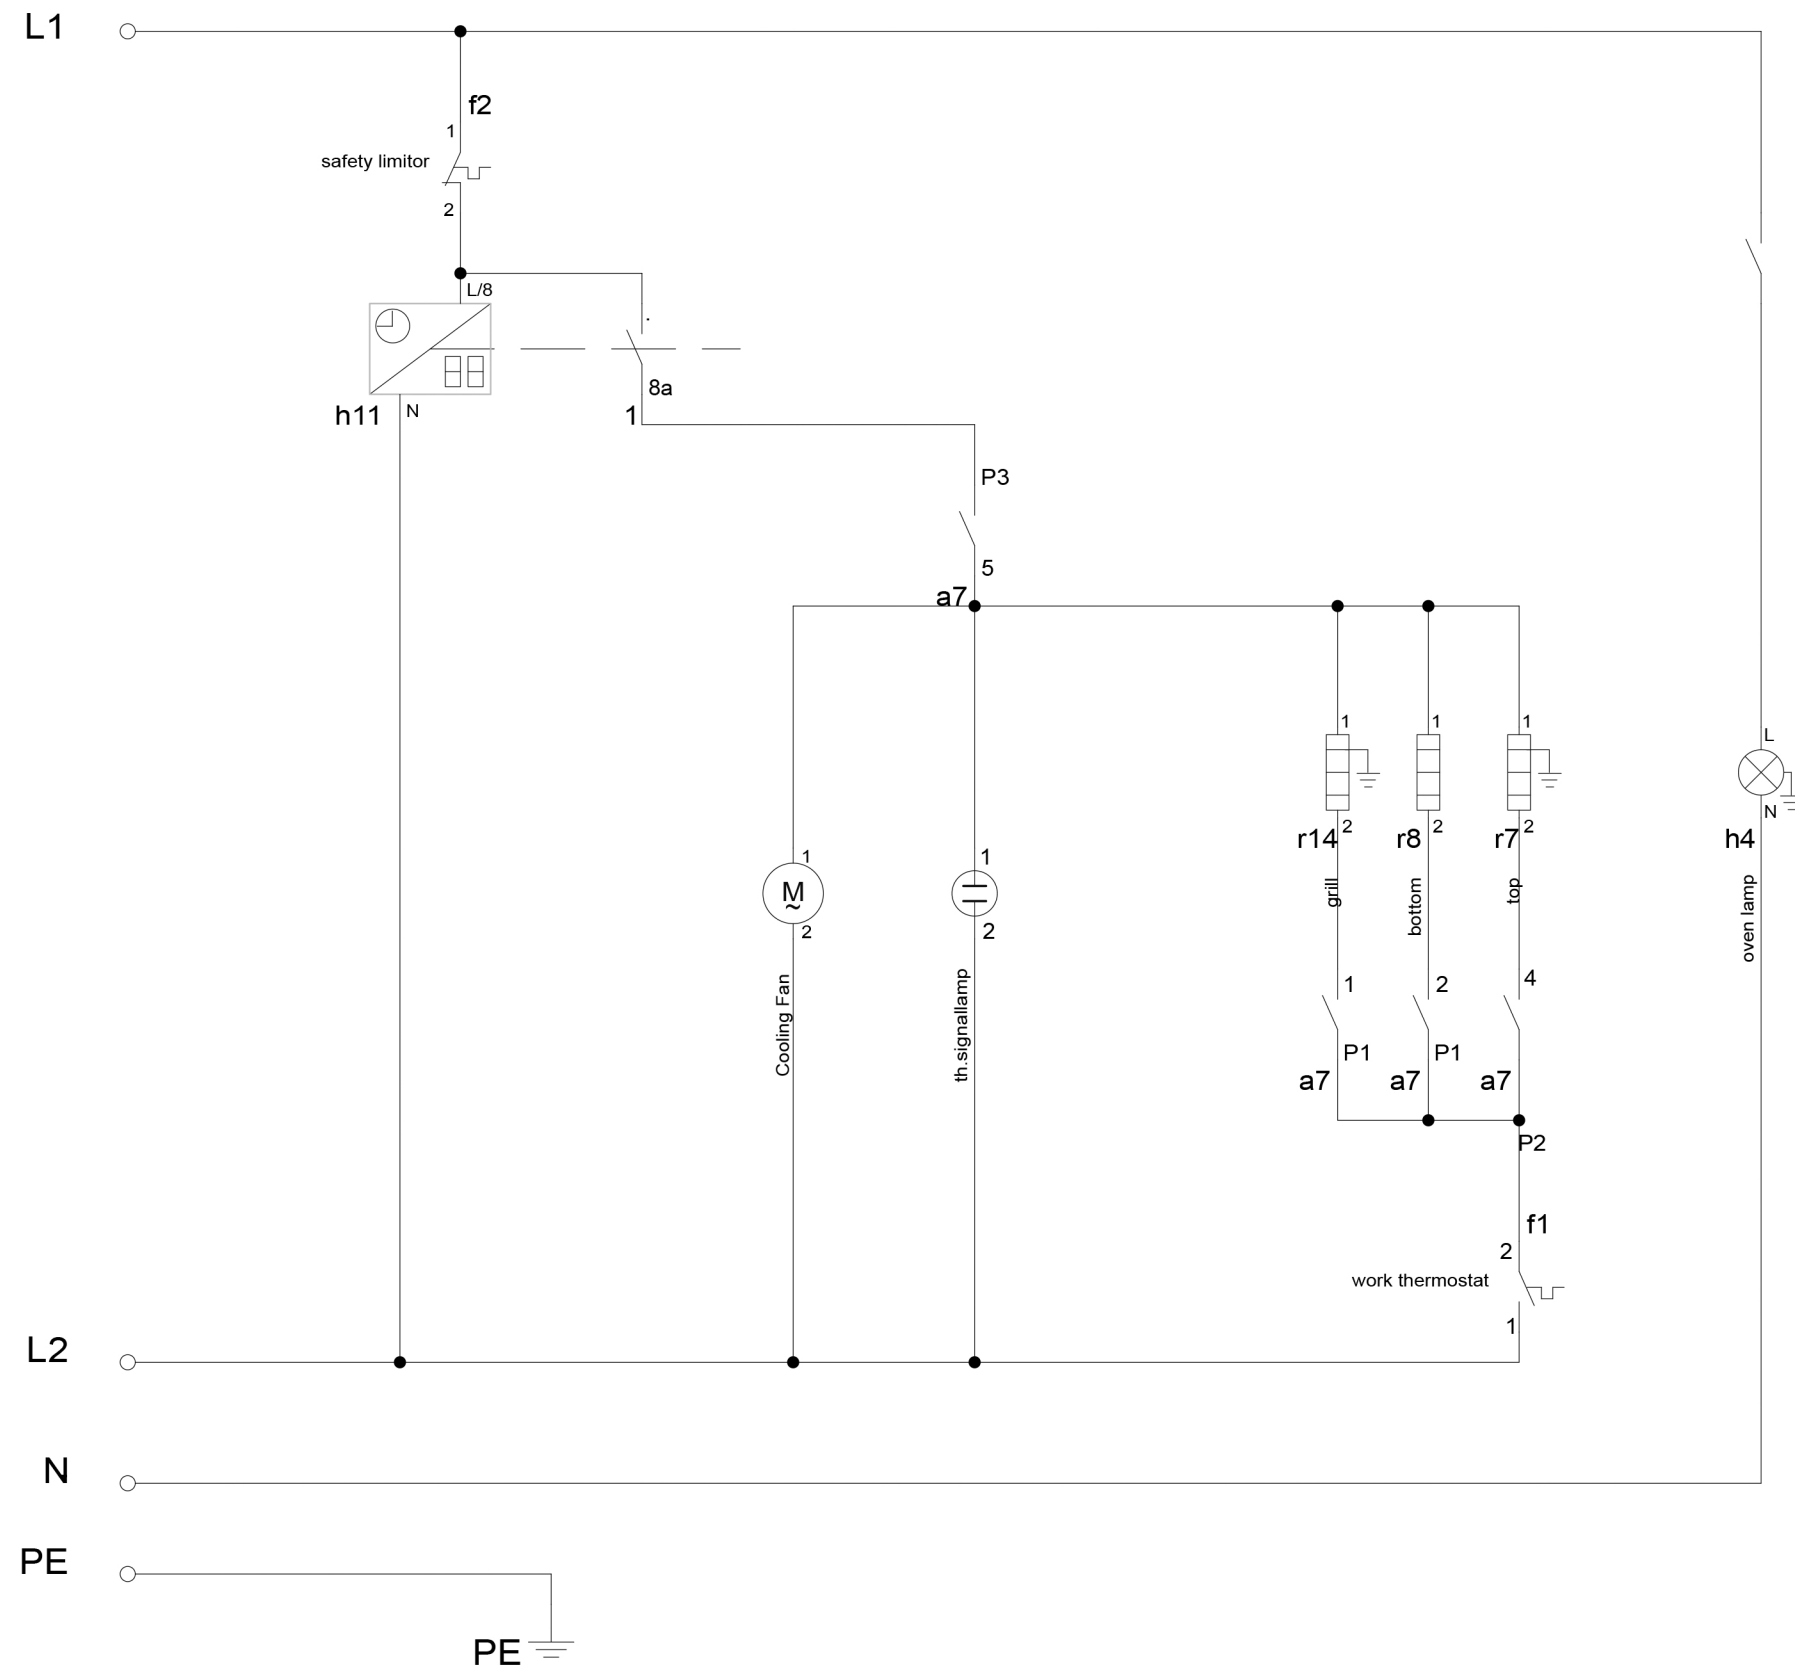 L1
f2
1
safety limitor
2
L/8
h11
N
8a
1
P3
5
a7
1
1
1
L
2
2
2
N
r14
r8
r7
h4
grill
bottom
top
oven lamp
1
M
~
2
Cooling Fan
1
2
th.signallamp
1
2
4
P1
P1
a7
a7
a7
P2
f1
2
work thermostat
1
L2
N
PE
PE